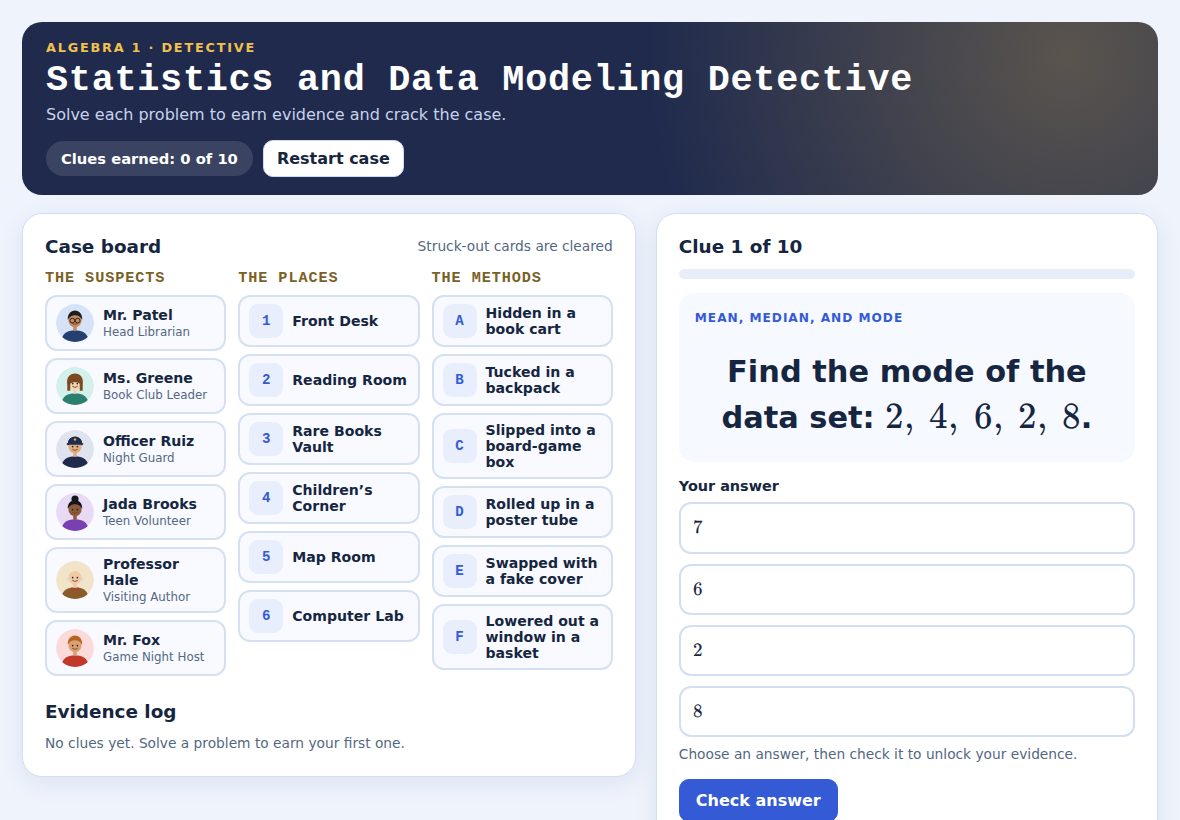 ALGEBRA 1 · DETECTIVE
Statistics and Data Modeling Detective
Solve each problem to earn evidence and crack the case.
Clues earned: 0 of 10
Restart case
Case board
Struck-out cards are cleared
THE SUSPECTS
Mr. Patel
Head Librarian
Ms. Greene
Book Club Leader
Officer Ruiz
Night Guard
Jada Brooks
Teen Volunteer
Professor
Hale
Visiting Author
Mr. Fox
Game Night Host
THE PLACES
1 Front Desk
2 Reading Room
3 Rare Books
Vault
4 Children’s
Corner
5 Map Room
6 Computer Lab
THE METHODS
A Hidden in a
book cart
B Tucked in a
backpack
C Slipped into a
board-game
box
D Rolled up in a
poster tube
E Swapped with
a fake cover
F Lowered out a
window in a
basket
Evidence log
No clues yet. Solve a problem to earn your first one.
Clue 1 of 10
MEAN, MEDIAN, AND MODE
Find the mode of the
data set: 2, 4, 6, 2, 8.
Your answer
7
6
2
8
Choose an answer, then check it to unlock your evidence.
Check answer